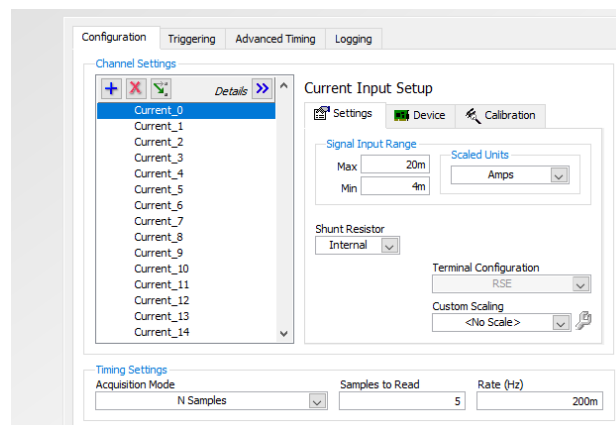 Configuration Triggering Advanced Timing Logging
Channel Settings
Details
Current_0
Current_1
Current_2
Current_3
Current_4
Current_5
Current_6
Current_7
Current_8
Current_9
Current_10
Current_11
Current_12
Current_13
Current_14
Current Input Setup
Settings Device Calibration
Signal Input Range
Max 20m
Min 4m
Scaled Units
Amps
Shunt Resistor
Internal
Terminal Configuration
RSE
Custom Scaling
<No Scale>
Timing Settings
Acquisition Mode Samples to Read Rate (Hz)
N Samples 5 200m